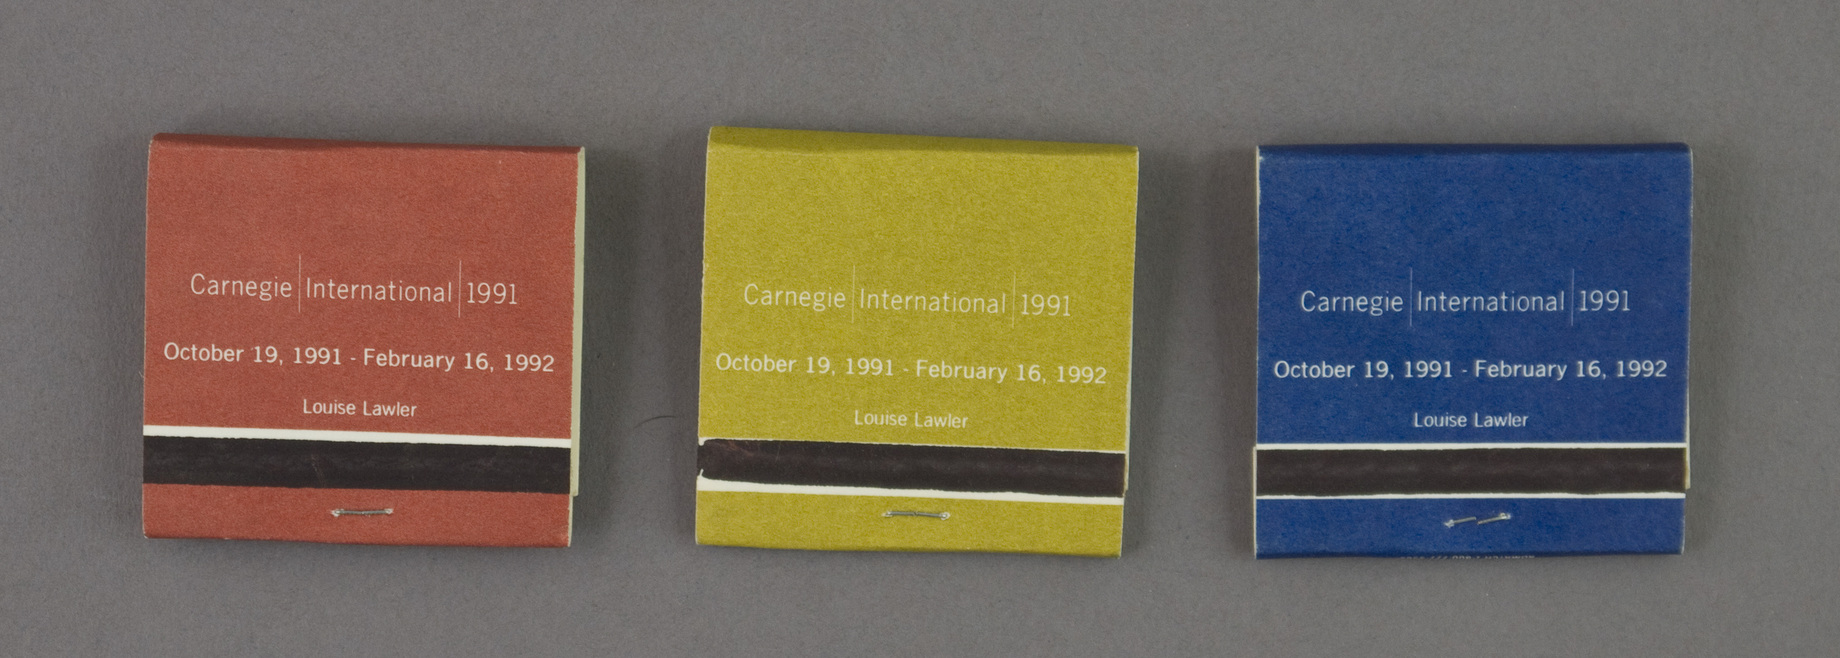 Carnegie | International | 1991
October 19, 1991 - February 16, 1992
Louise Lawler
Carnegie | International | 1991
October 19, 1991 - February 16, 1992
Louise Lawler
Carnegie | International | 1991
October 19, 1991 - February 16, 1992
Louise Lawler